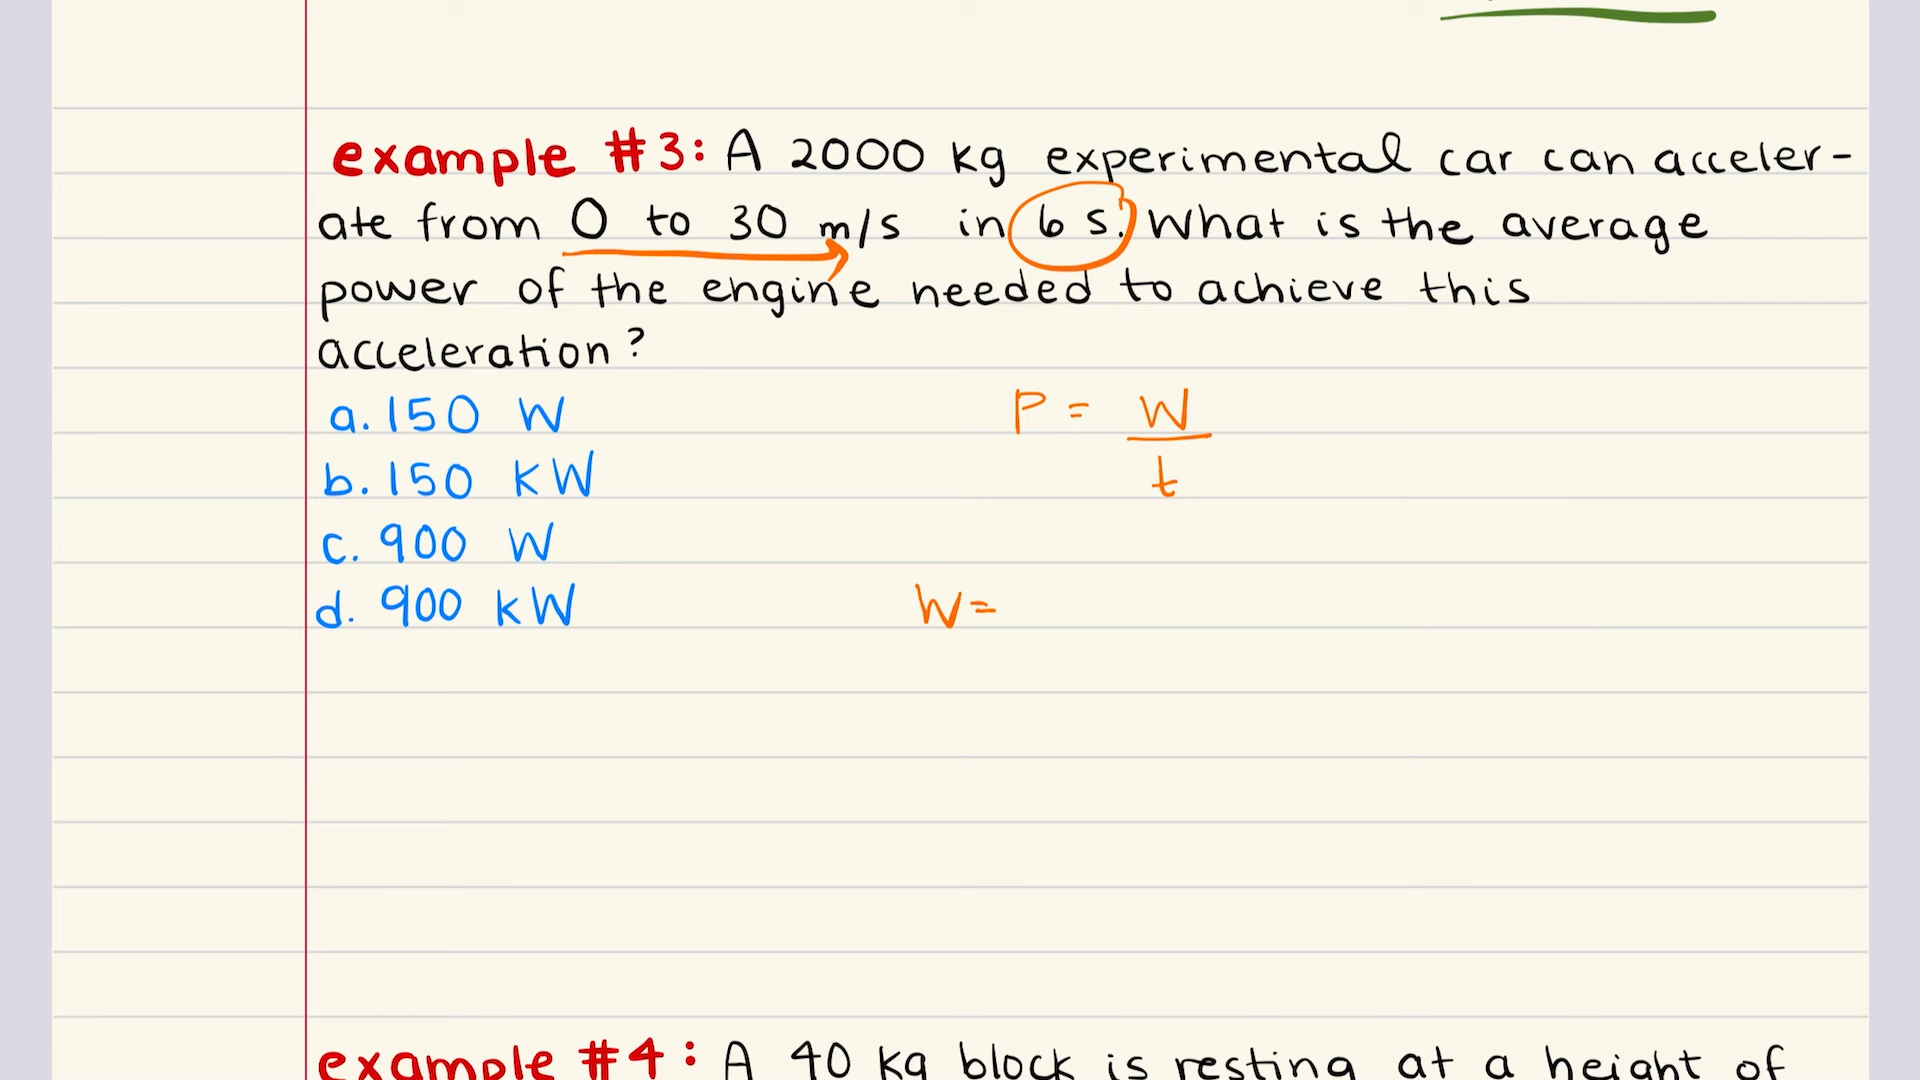 example #3: A 2000 kg experimental car can acceler-
ate from 0 to 30 m/s in 6 s. What is the average
power of the engine needed to achieve this
acceleration?
a. 150 W
P = W
b. 150 kW
t
c. 900 W
d. 900 kW
W=
example #4: A 40 kg block is resting at a height of